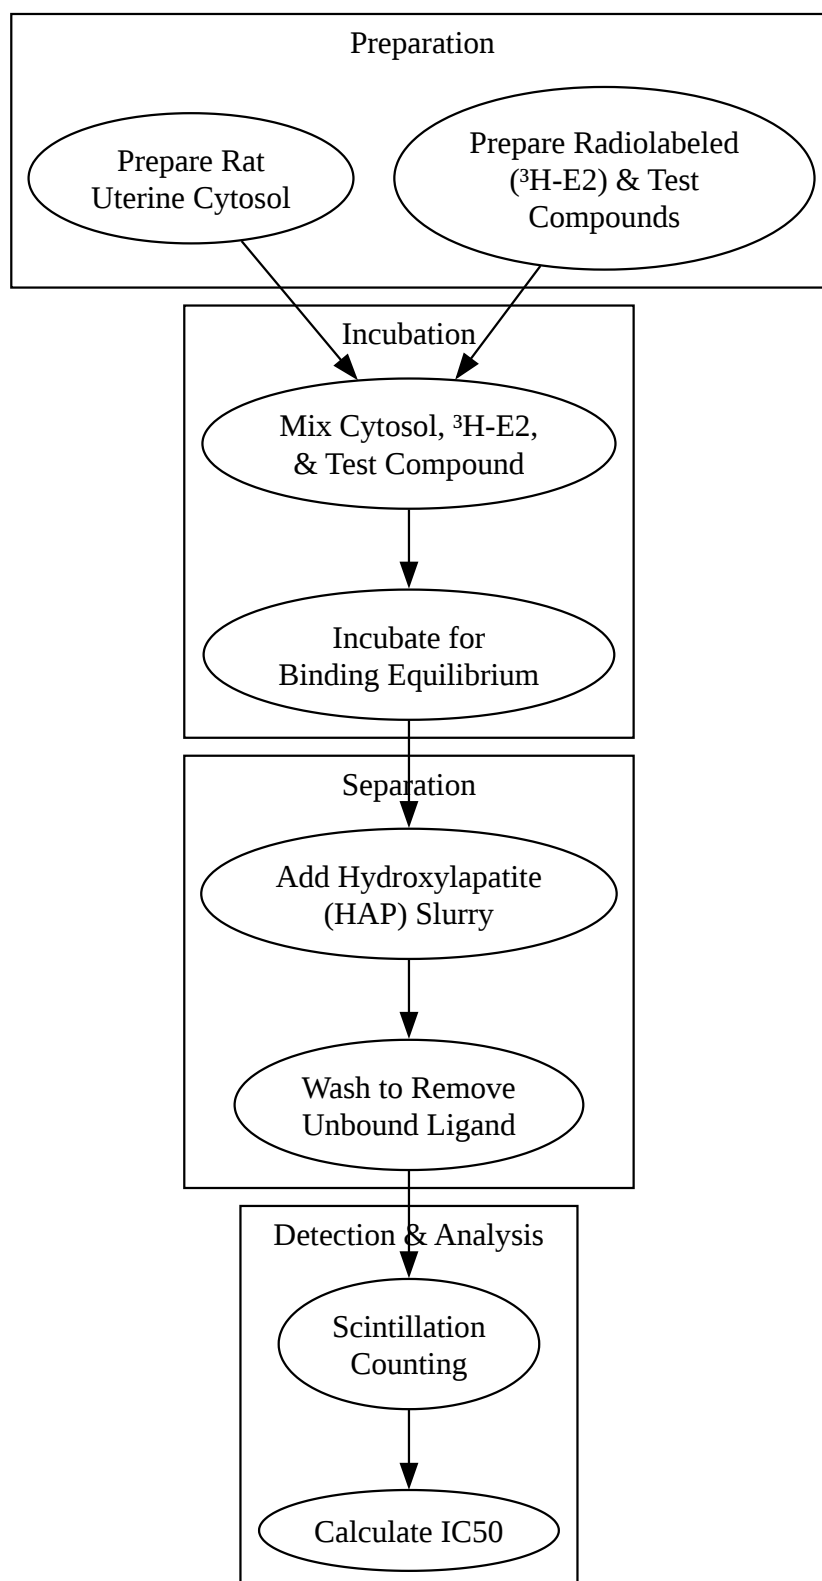 Preparation
Prepare Rat
Uterine Cytosol
Prepare Radiolabeled
(³H-E2) & Test
Compounds
Incubation
Mix Cytosol, ³H-E2,
& Test Compound
Incubate for
Binding Equilibrium
Separation
Add Hydroxylapatite
(HAP) Slurry
Wash to Remove
Unbound Ligand
Detection & Analysis
Scintillation
Counting
Calculate IC50